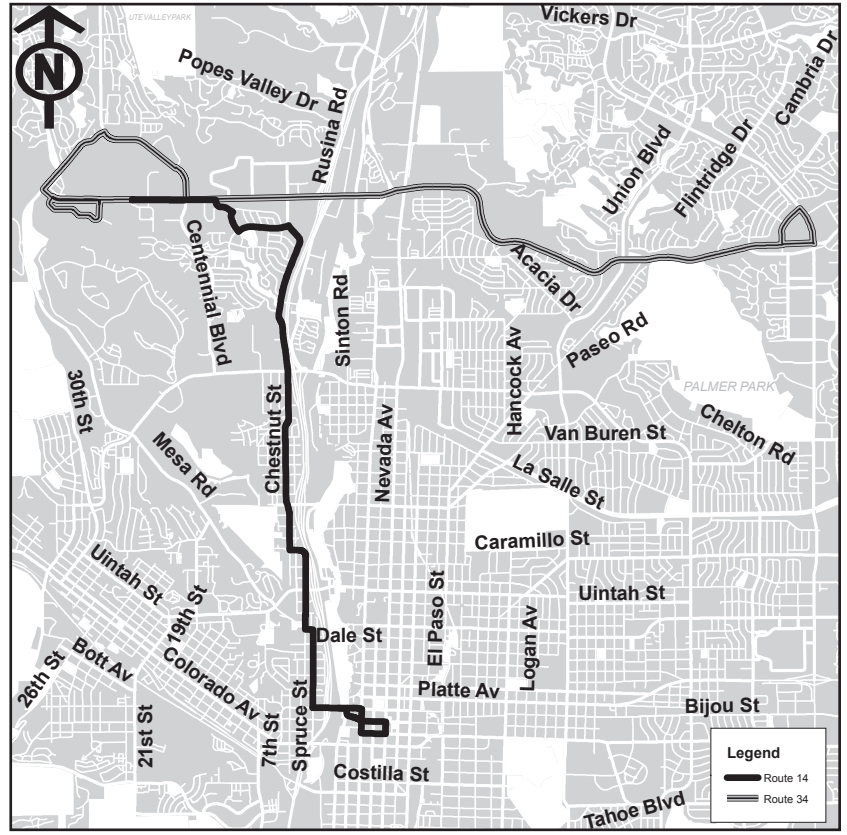 UTEVALLEYPARK
Vickers Dr
N
Popes Valley Dr
Rusina Rd
Cambria Dr
Union Blvd
Flintridge Dr
Centennial Blvd
Acacia Dr
Sinton Rd
Paseo Rd
Hancock Av
PALMER PARK
30th St
Chestnut St
Nevada Av
Chelton Rd
Van Buren St
Mesa Rd
La Salle St
Caramillo St
Uintah St
Uintah St
19th St
El Paso St
Logan Av
Dale St
26th St
Bott Av
Colorado Av
Platte Av
Bijou St
21st St
7th St
Spruce St
Costilla St
Tahoe Blvd
Legend
Route 14
Route 34